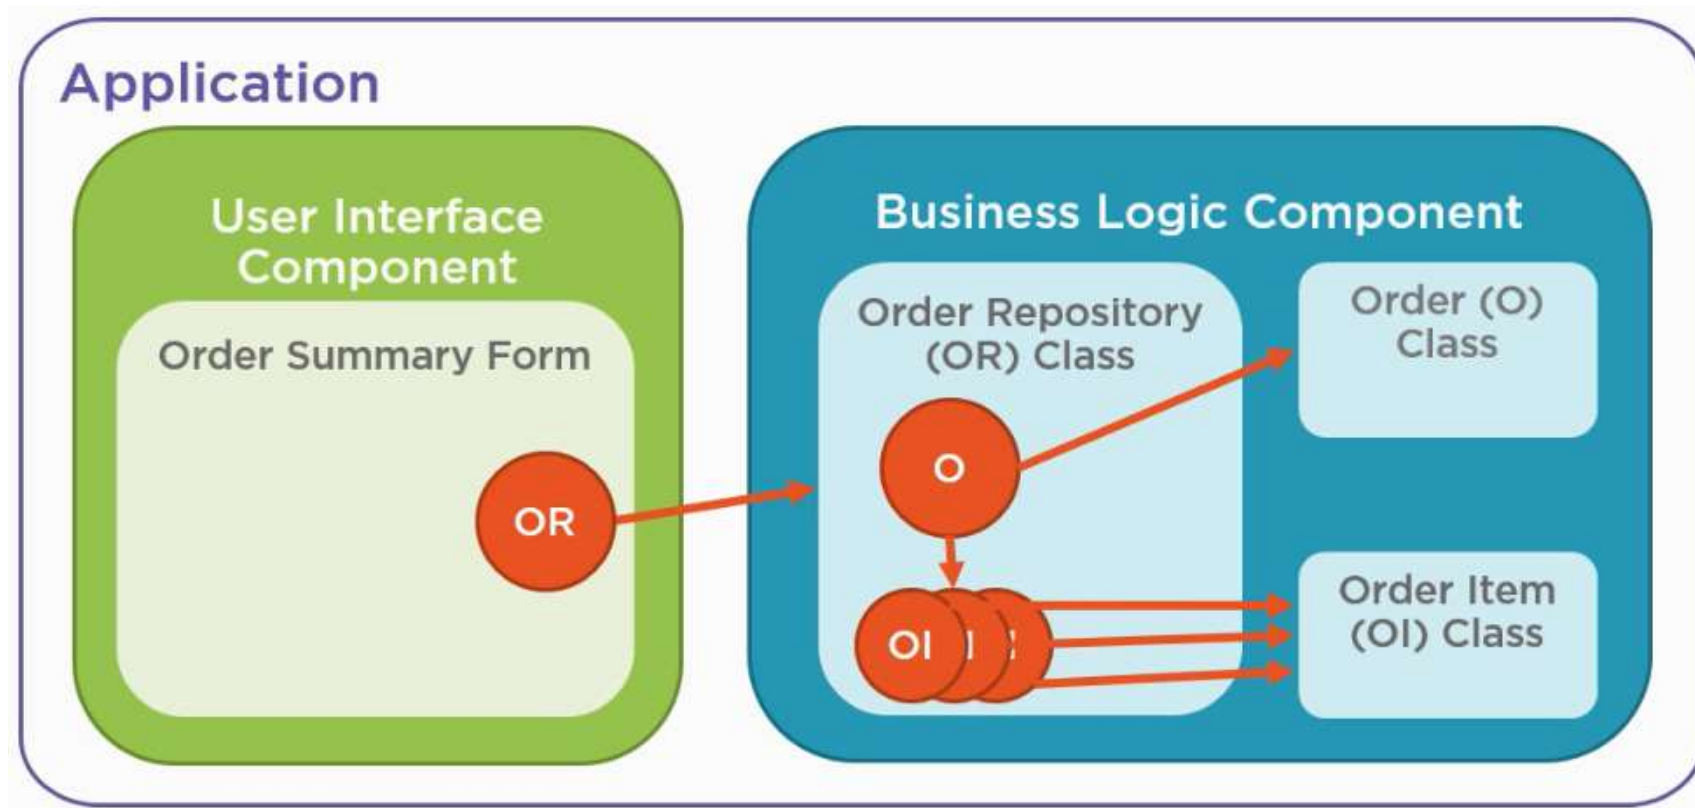 Application
User Interface
Component
Order Summary Form
OR
Business Logic Component
Order Repository
(OR) Class
O
OI
Order (O)
Class
Order Item
(OI) Class